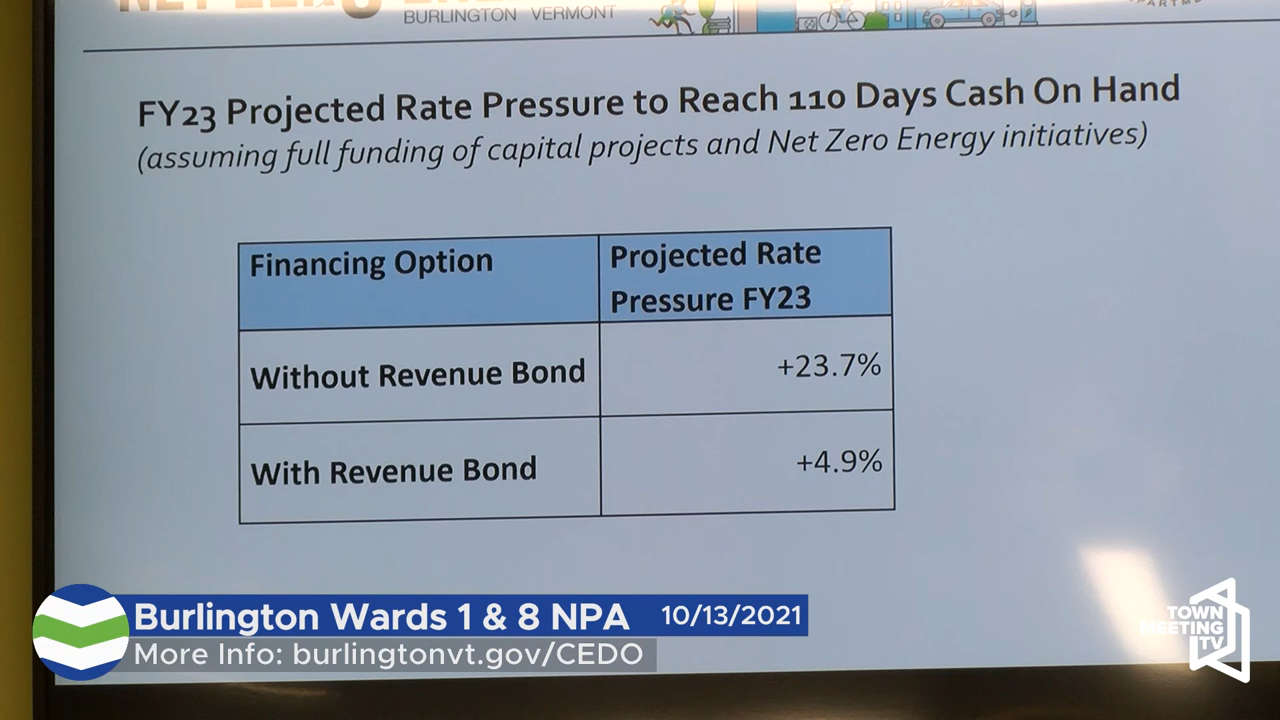 BURLINGTON VERMONT
FY23 Projected Rate Pressure to Reach 110 Days Cash On Hand
(assuming full funding of capital projects and Net Zero Energy initiatives)
Financing Option
Projected Rate
Pressure FY23
Without Revenue Bond
+23.7%
With Revenue Bond
+4.9%
Burlington Wards 1 & 8 NPA 10/13/2021
More Info: burlingtonvt.gov/CEDO
TOWN
MEETING
TV